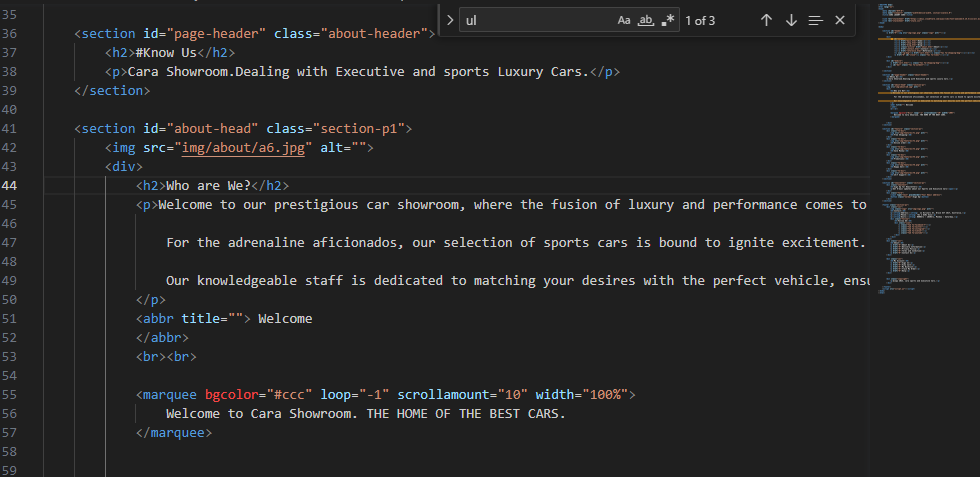 ul
Aa ab, .*
1 of 3
35
36 <section id="page-header" class="about-header">
37 <h2>#Know Us</h2>
38 <p>Cara Showroom.Dealing with Executive and sports Luxury Cars.</p>
39 </section>
40
41 <section id="about-head" class="section-p1">
42 <img src="img/about/a6.jpg" alt="">
43 <div>
44 <h2>Who are We?</h2>
45 <p>Welcome to our prestigious car showroom, where the fusion of luxury and performance comes to
46
47 For the adrenaline aficionados, our selection of sports cars is bound to ignite excitement.
48
49 Our knowledgeable staff is dedicated to matching your desires with the perfect vehicle, ensu
50 </p>
51 <abbr title=""> Welcome
52 </abbr>
53 <br><br>
54
55 <marquee bgcolor="#ccc" loop="-1" scrollamount="10" width="100%">
56 Welcome to Cara Showroom. THE HOME OF THE BEST CARS.
57 </marquee>
58
59